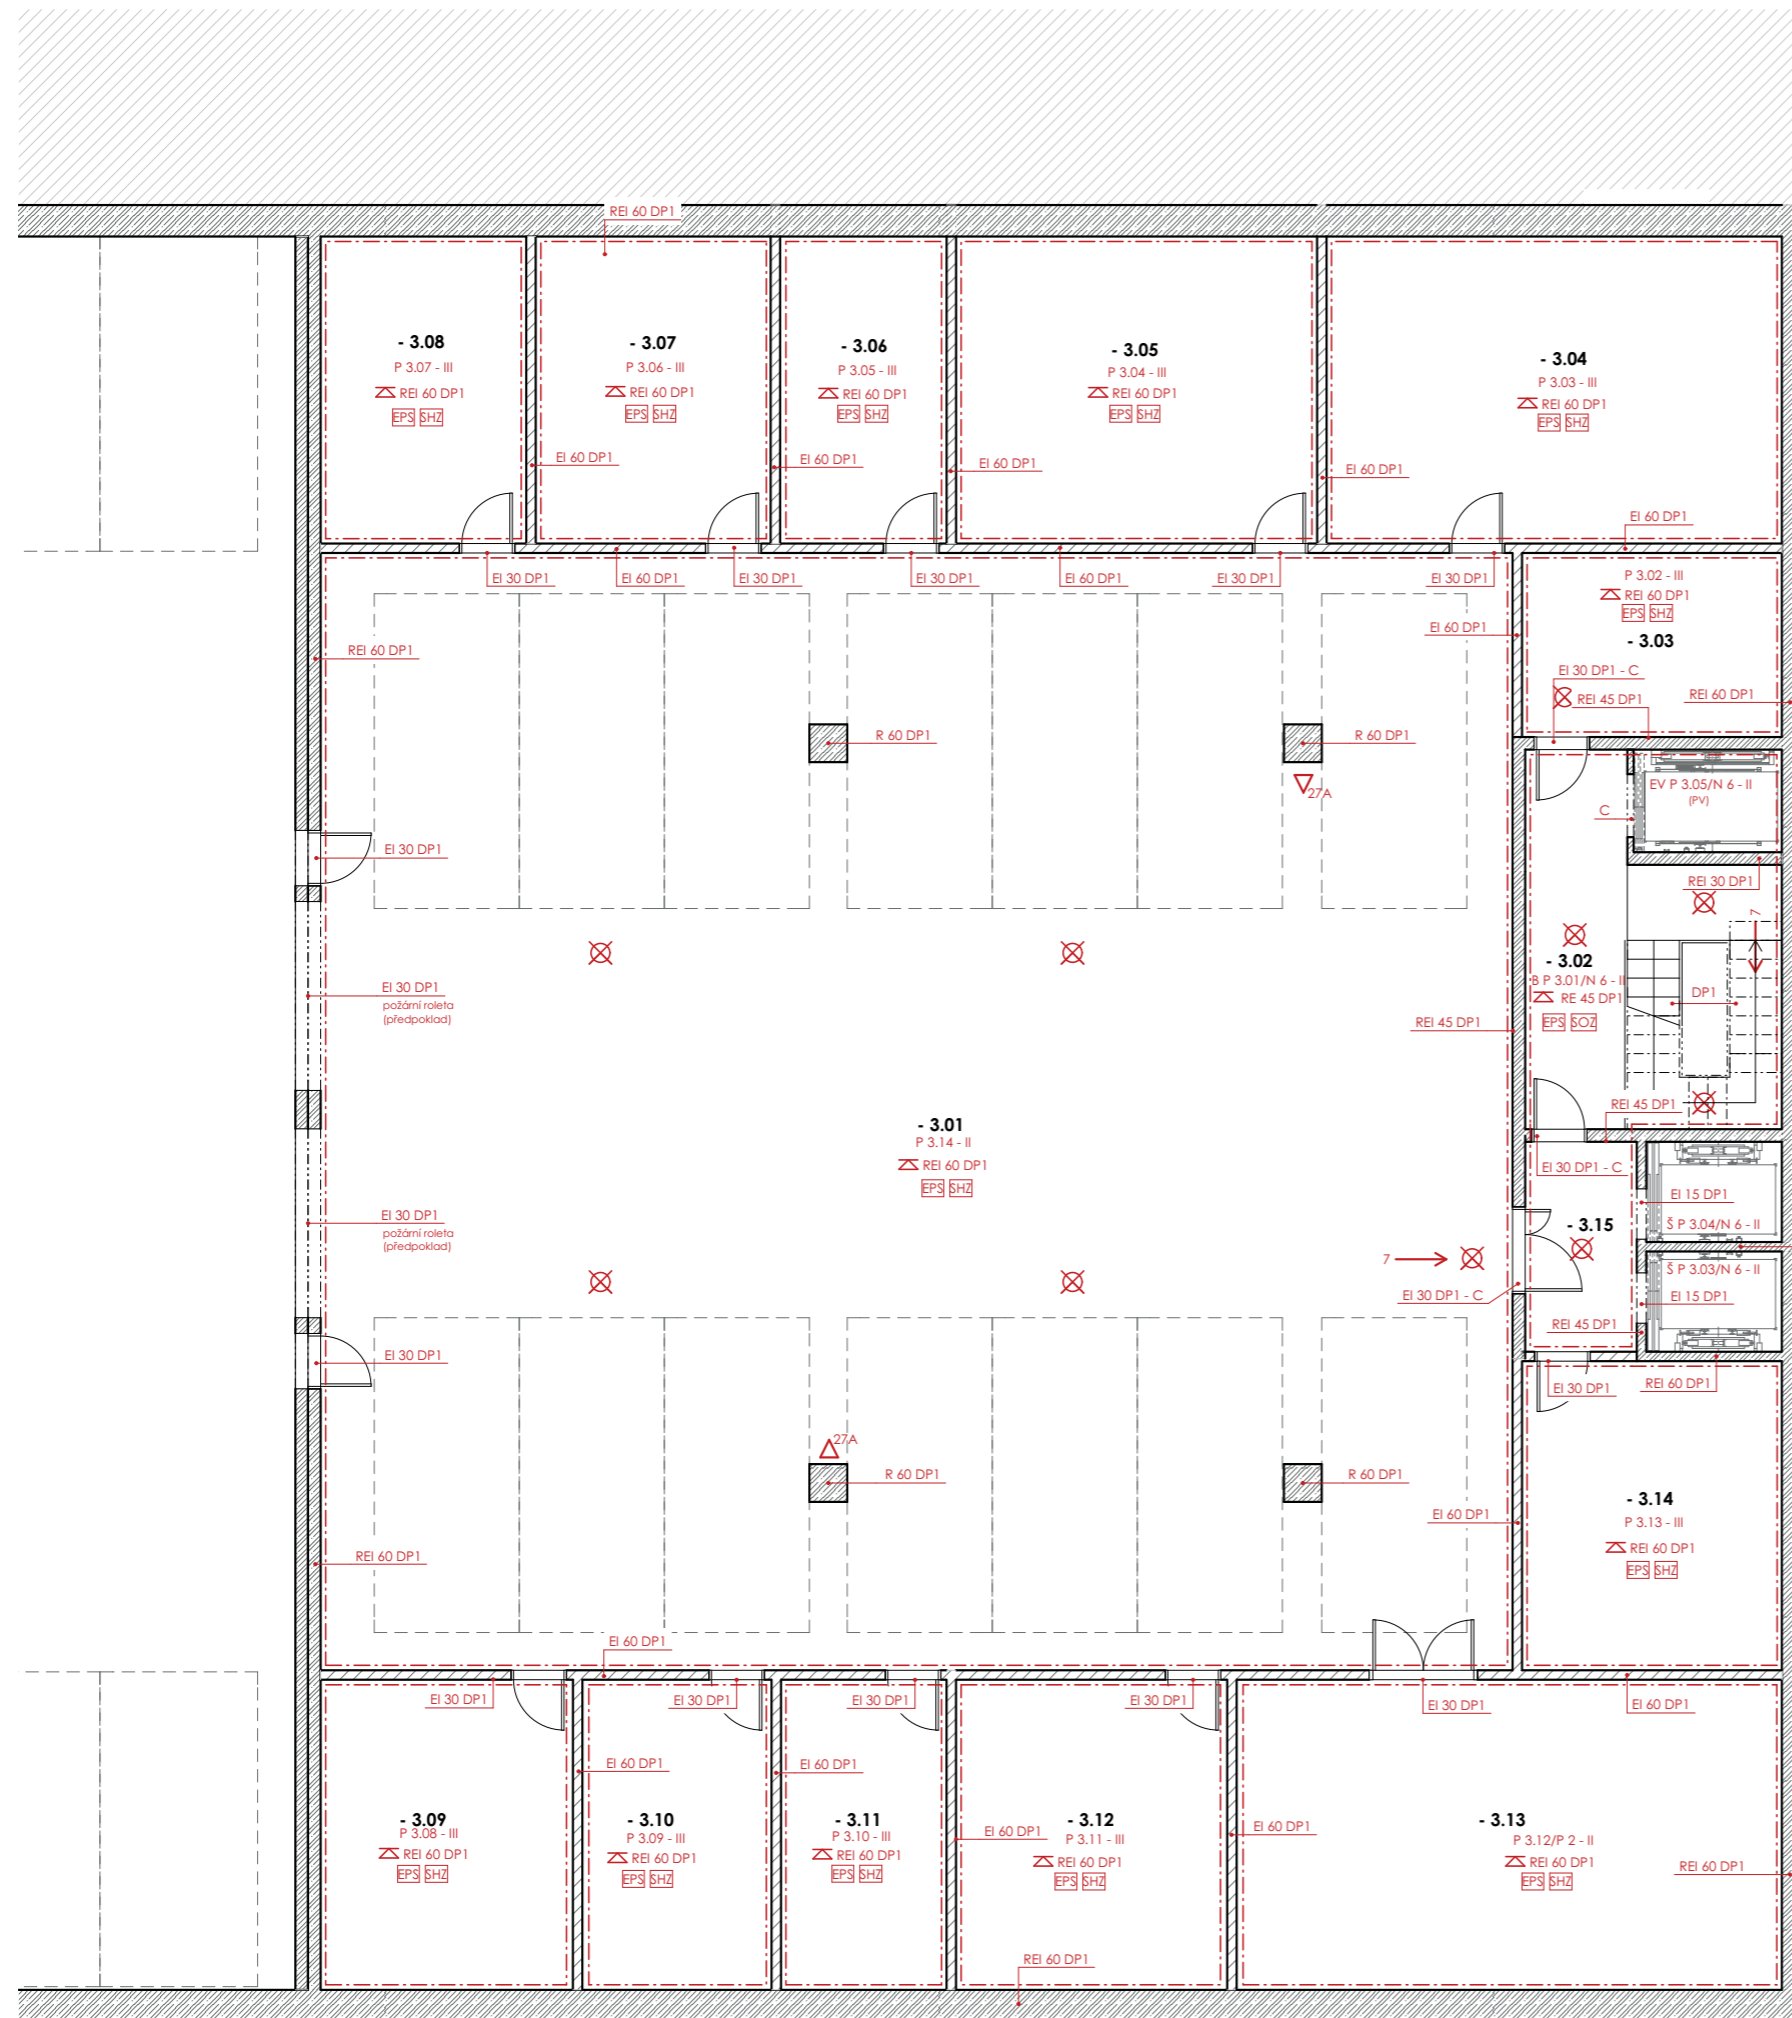 REI 60 DP1
- 3.08
P 3.07 - III
REI 60 DP1
EPS SHZ
- 3.07
P 3.06 - III
REI 60 DP1
EPS SHZ
- 3.06
P 3.05 - III
REI 60 DP1
EPS SHZ
- 3.05
P 3.04 - III
REI 60 DP1
EPS SHZ
- 3.04
P 3.03 - III
REI 60 DP1
EPS SHZ
EI 60 DP1
EI 60 DP1
EI 60 DP1
EI 60 DP1
EI 60 DP1
EI 30 DP1
EI 60 DP1
EI 30 DP1
EI 30 DP1
EI 60 DP1
EI 30 DP1
EI 30 DP1
P 3.02 - III
REI 60 DP1
EPS SHZ
- 3.03
EI 60 DP1
REI 60 DP1
EI 30 DP1 - C
REI 45 DP1
REI 60 DP1
R 60 DP1
R 60 DP1
27A
EV P 3.05/N 6 - II
(PV)
C
EI 30 DP1
REI 30 DP1
7
- 3.02
B P 3.01/N 6 - II
RE 45 DP1
EPS SOZ
DP1
EI 30 DP1
požární roleta
(předpoklad)
REI 45 DP1
REI 45 DP1
- 3.01
P 3.14 - II
REI 60 DP1
EPS SHZ
EI 30 DP1 - C
EI 15 DP1
Š P 3.04/N 6 - II
- 3.15
EI 30 DP1
požární roleta
(předpoklad)
7
Š P 3.03/N 6 - II
EI 30 DP1 - C
EI 15 DP1
REI 45 DP1
EI 30 DP1
REI 60 DP1
EI 30 DP1
27A
R 60 DP1
R 60 DP1
- 3.14
P 3.13 - III
REI 60 DP1
EPS SHZ
EI 60 DP1
REI 60 DP1
EI 60 DP1
EI 30 DP1
EI 30 DP1
EI 30 DP1
EI 30 DP1
EI 30 DP1
EI 60 DP1
EI 60 DP1
EI 60 DP1
- 3.09
P 3.08 - III
REI 60 DP1
EPS SHZ
- 3.10
P 3.09 - III
REI 60 DP1
EPS SHZ
- 3.11
P 3.10 - III
REI 60 DP1
EPS SHZ
EI 60 DP1
- 3.12
P 3.11 - III
REI 60 DP1
EPS SHZ
EI 60 DP1
- 3.13
P 3.12/P 2 - II
REI 60 DP1
EPS SHZ
REI 60 DP1
REI 60 DP1